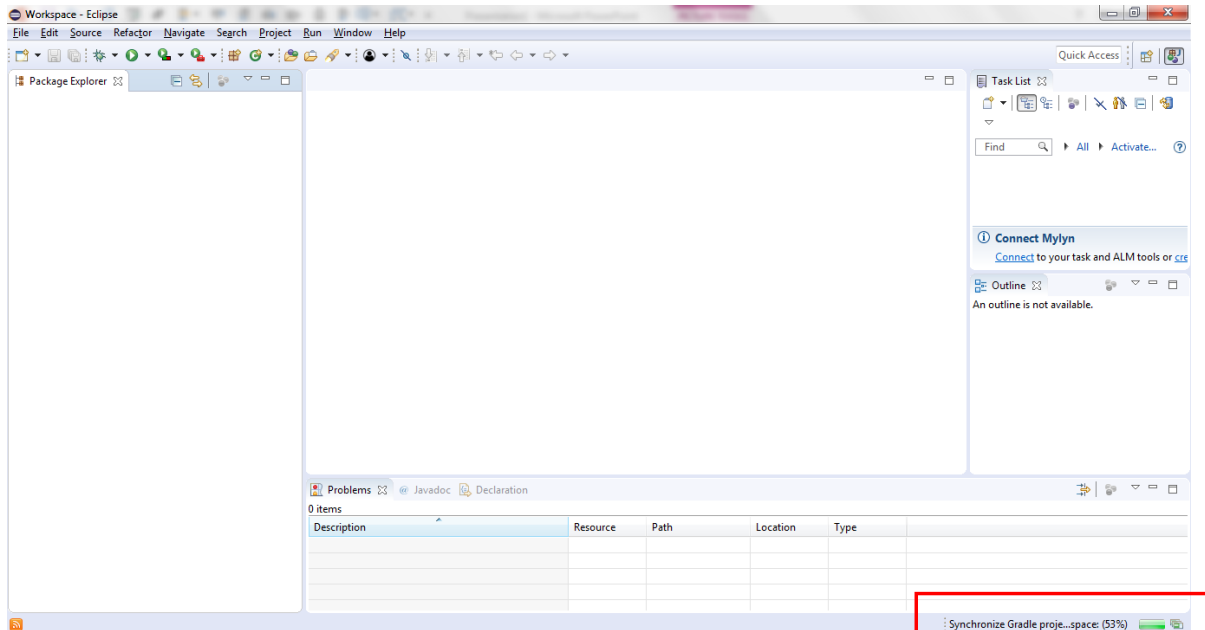 Workspace - Eclipse
File Edit Source Refactor Navigate Search Project Run Window Help
Quick Access
Package Explorer
Task List
Find All Activate...
Connect Mylyn
Connect to your task and ALM tools or cre
Outline
An outline is not available.
Problems Javadoc Declaration
0 items
Description Resource Path Location Type
Synchronize Gradle proje...space: (53%)